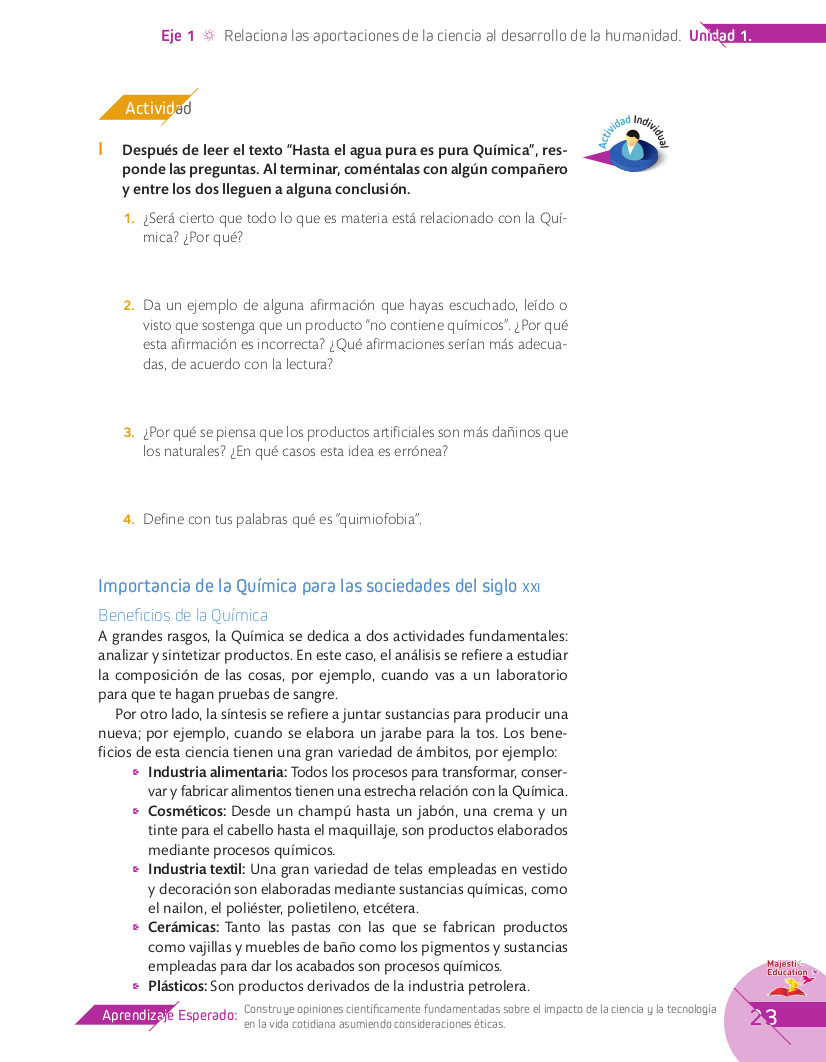 Eje 1 Relaciona las aportaciones de la ciencia al desarrollo de la humanidad. Unidad 1.
Actividad
Actividad Individual
I Después de leer el texto “Hasta el agua pura es pura Química”, res-
ponde las preguntas. Al terminar, coméntalas con algún compañero
y entre los dos lleguen a alguna conclusión.
1. ¿Será cierto que todo lo que es materia está relacionado con la Quí-
mica? ¿Por qué?
2. Da un ejemplo de alguna afirmación que hayas escuchado, leído o
visto que sostenga que un producto “no contiene químicos”. ¿Por qué
esta afirmación es incorrecta? ¿Qué afirmaciones serían más adecua-
das, de acuerdo con la lectura?
3. ¿Por qué se piensa que los productos artificiales son más dañinos que
los naturales? ¿En qué casos esta idea es errónea?
4. Define con tus palabras qué es “quimiofobia”.
Importancia de la Química para las sociedades del siglo XXI
Beneficios de la Química
A grandes rasgos, la Química se dedica a dos actividades fundamentales:
analizar y sintetizar productos. En este caso, el análisis se refiere a estudiar
la composición de las cosas, por ejemplo, cuando vas a un laboratorio
para que te hagan pruebas de sangre.
Por otro lado, la síntesis se refiere a juntar sustancias para producir una
nueva; por ejemplo, cuando se elabora un jarabe para la tos. Los bene-
ficios de esta ciencia tienen una gran variedad de ámbitos, por ejemplo:
Industria alimentaria: Todos los procesos para transformar, conser-
var y fabricar alimentos tienen una estrecha relación con la Química.
Cosméticos: Desde un champú hasta un jabón, una crema y un
tinte para el cabello hasta el maquillaje, son productos elaborados
mediante procesos químicos.
Industria textil: Una gran variedad de telas empleadas en vestido
y decoración son elaboradas mediante sustancias químicas, como
el nailon, el poliéster, polietileno, etcétera.
Cerámicas: Tanto las pastas con las que se fabrican productos
como vajillas y muebles de baño como los pigmentos y sustancias
empleadas para dar los acabados son procesos químicos.
Plásticos: Son productos derivados de la industria petrolera.
Majestic
Education
Aprendizaje Esperado: Construye opiniones científicamente fundamentadas sobre el impacto de la ciencia y la tecnología
en la vida cotidiana asumiendo consideraciones éticas.
23